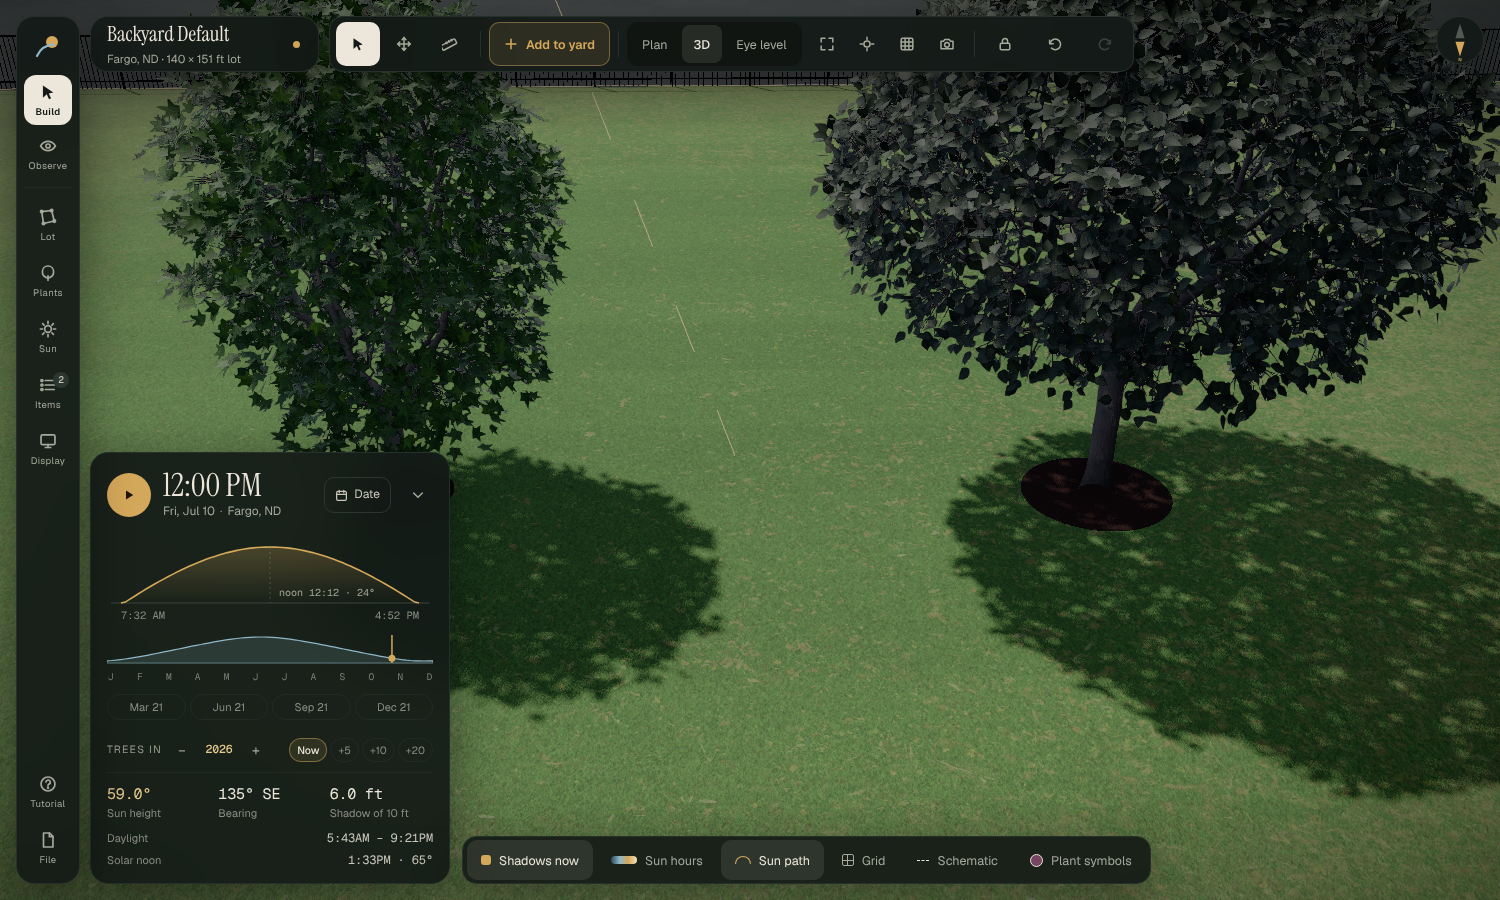 Backyard Default
Fargo, ND · 140 × 151 ft lot
Add to yard
Plan
3D
Eye level
Build
Observe
Lot
Plants
Sun
2
Items
Display
Tutorial
File
12:00 PM
Fri, Jul 10 · Fargo, ND
Date
noon 12:12 · 24°
7:32 AM
4:52 PM
J F M A M J J A S O N D
Mar 21
Jun 21
Sep 21
Dec 21
TREES IN − 2026 +
Now
+5
+10
+20
59.0° 135° SE 6.0 ft
Sun height Bearing Shadow of 10 ft
Daylight 5:43AM – 9:21PM
Solar noon 1:33PM · 65°
Shadows now
Sun hours
Sun path
Grid
Schematic
Plant symbols